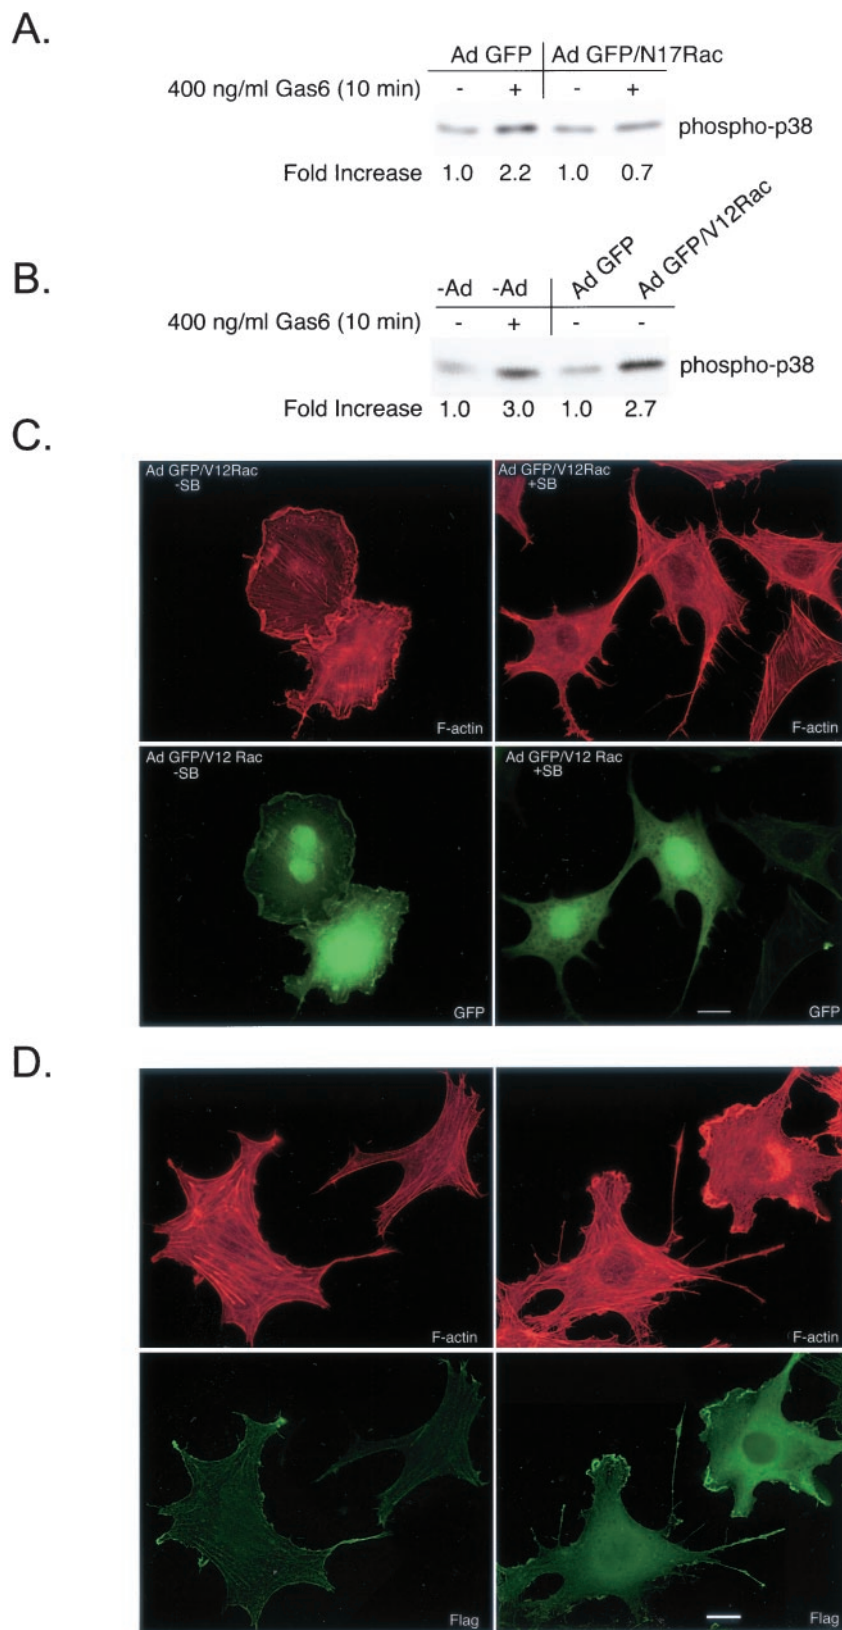 A.
Ad GFP Ad GFP/N17Rac
400 ng/ml Gas6 (10 min) - + - +
phospho-p38
Fold Increase 1.0 2.2 1.0 0.7
B.
-Ad -Ad Ad GFP Ad GFP/V12Rac
400 ng/ml Gas6 (10 min) - + - -
phospho-p38
Fold Increase 1.0 3.0 1.0 2.7
C.
Ad GFP/V12Rac
-SB
F-actin
Ad GFP/V12Rac
+SB
F-actin
Ad GFP/V12 Rac
-SB
GFP
Ad GFP/V12 Rac
+SB
GFP
D.
F-actin
F-actin
Flag
Flag